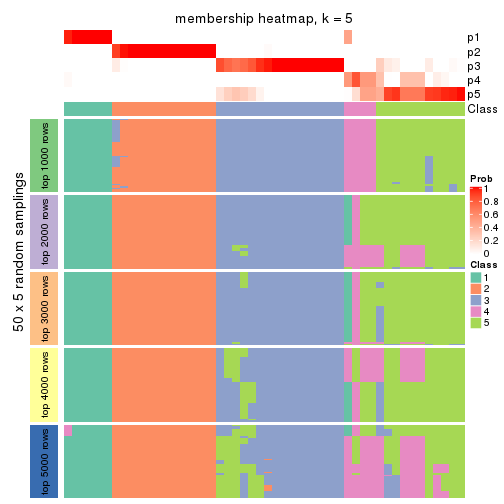 membership heatmap, k = 5
p1
p2
p3
p4
p5
Class
50 x 5 random samplings
top 1000 rows
top 2000 rows
top 3000 rows
top 4000 rows
top 5000 rows
Prob
1
0.8
0.6
0.4
0.2
0
Class
1
2
3
4
5